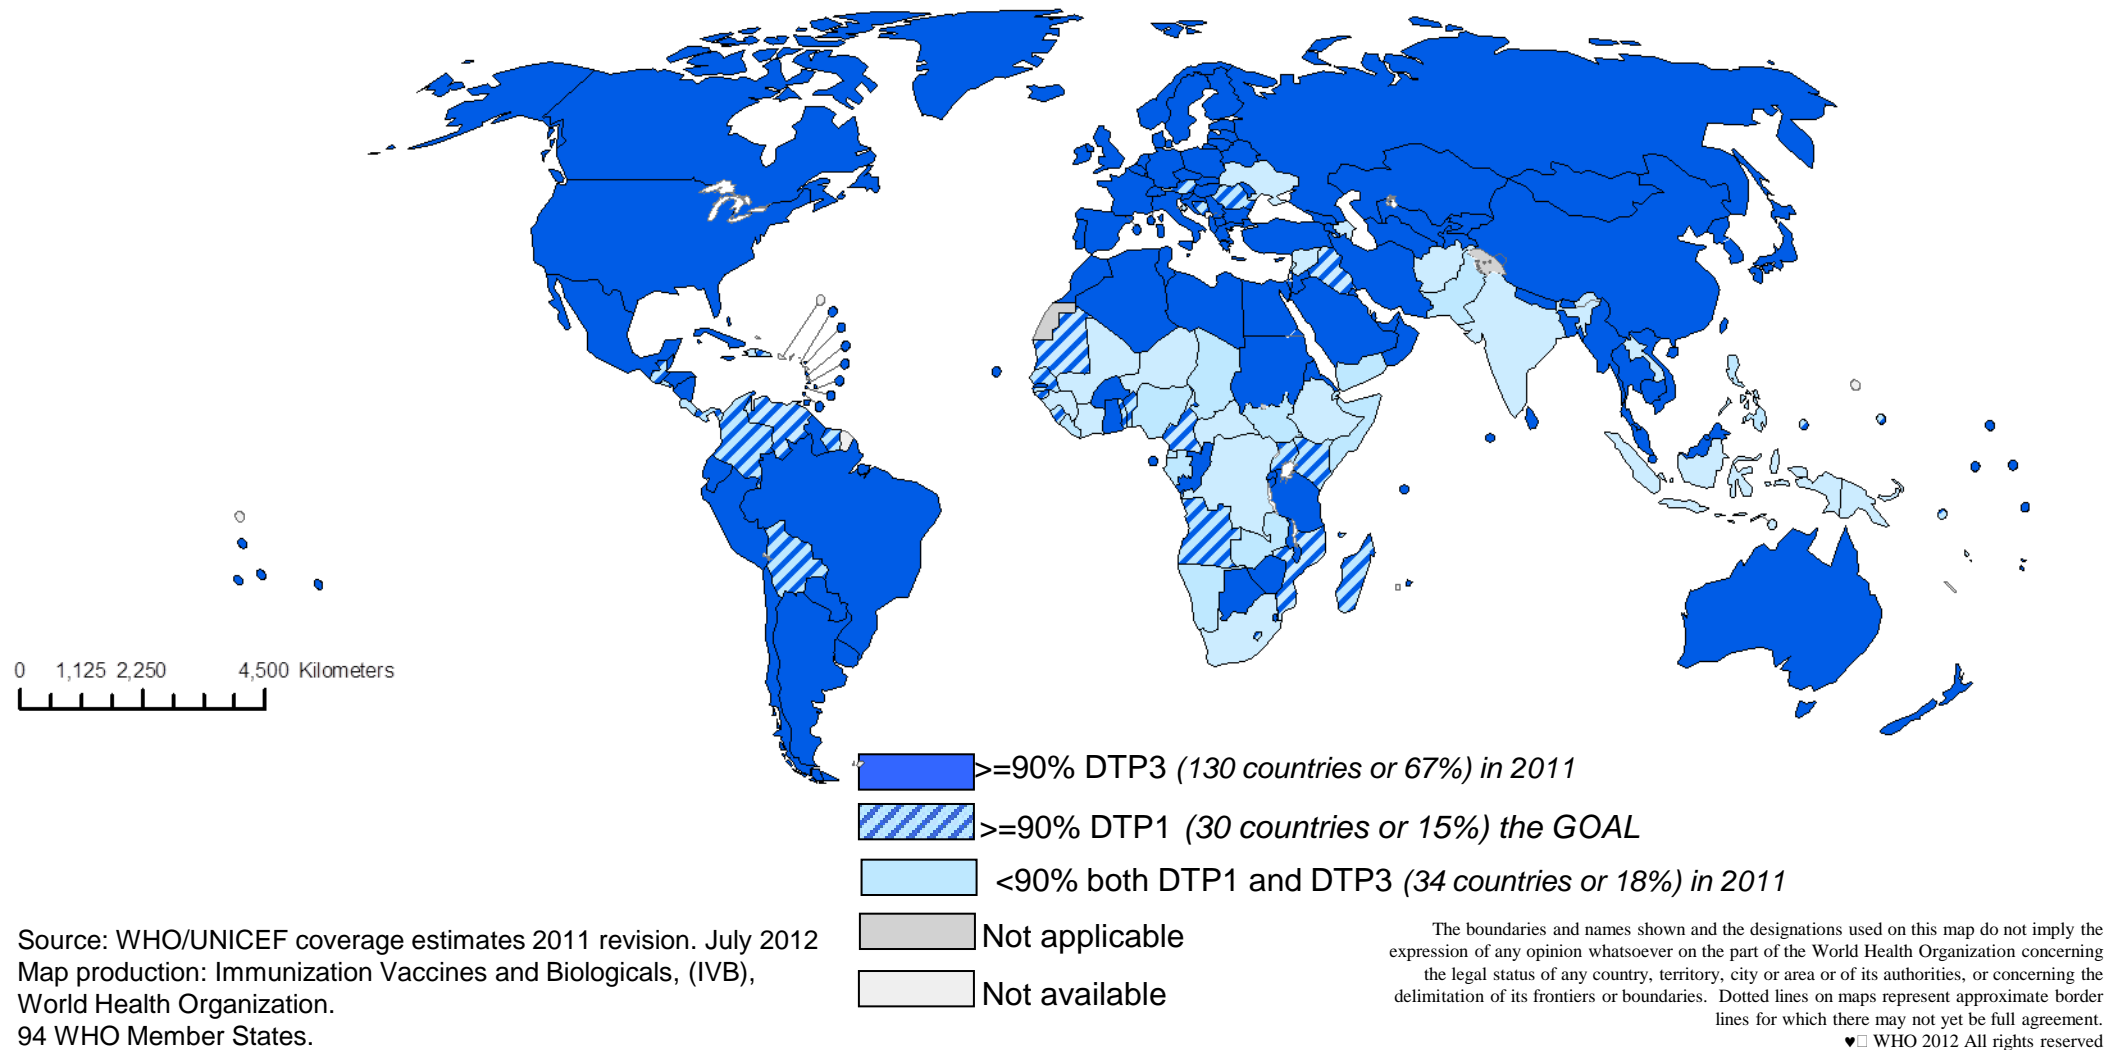 0 1,125 2,250 4,500 Kilometers
>=90% DTP3 (130 countries or 67%) in 2011
>=90% DTP1 (30 countries or 15%) the GOAL
<90% both DTP1 and DTP3 (34 countries or 18%) in 2011
Not applicable
Not available
Source: WHO/UNICEF coverage estimates 2011 revision. July 2012
Map production: Immunization Vaccines and Biologicals, (IVB),
World Health Organization.
94 WHO Member States.
The boundaries and names shown and the designations used on this map do not imply the
expression of any opinion whatsoever on the part of the World Health Organization concerning
the legal status of any country, territory, city or area or of its authorities, or concerning the
delimitation of its frontiers or boundaries. Dotted lines on maps represent approximate border
lines for which there may not yet be full agreement.
♥□ WHO 2012 All rights reserved